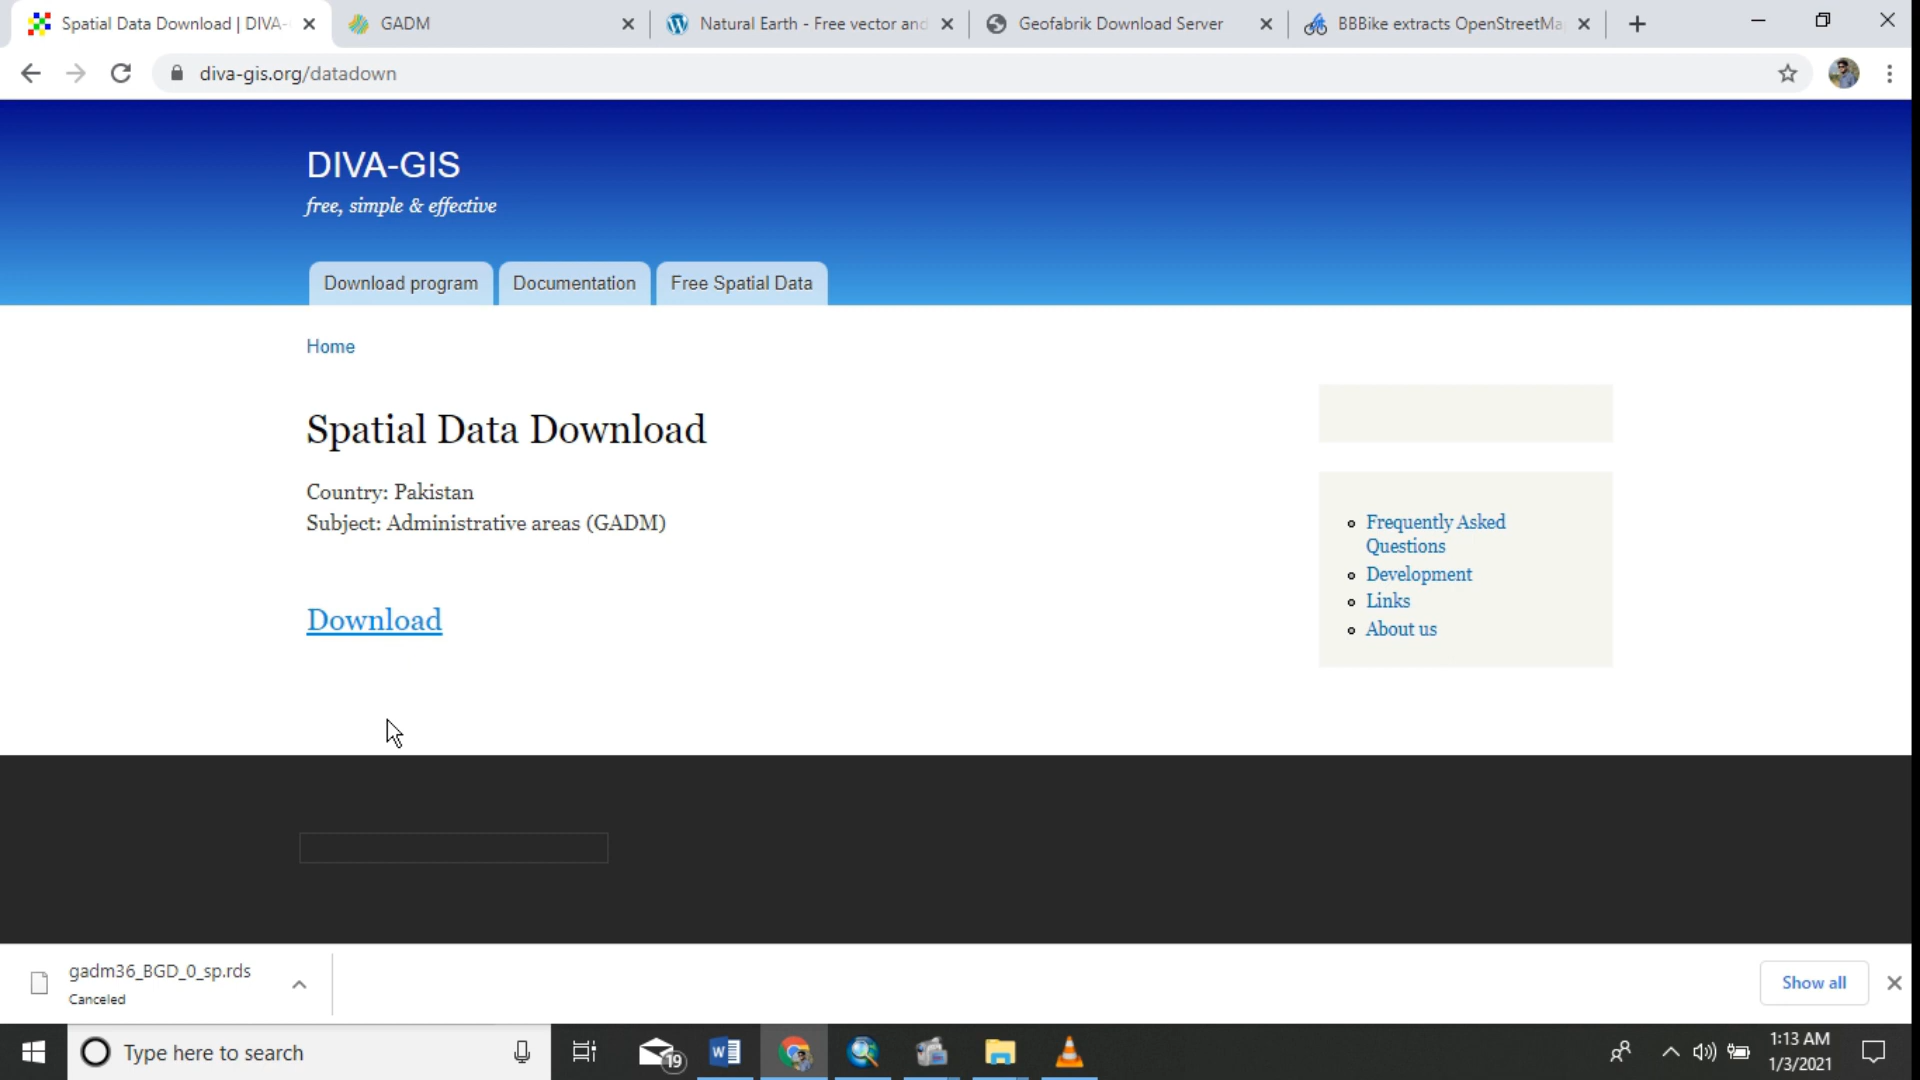 Spatial Data Download | DIVA-
GADM
Natural Earth - Free vector and
Geofabrik Download Server
BBBike extracts OpenStreetMa
diva-gis.org/datadown
DIVA-GIS
free, simple & effective
Download program
Documentation
Free Spatial Data
Home
Spatial Data Download
Country: Pakistan
Subject: Administrative areas (GADM)
Download
Frequently Asked
Questions
Development
Links
About us
gadm36_BGD_0_sp.rds
Canceled
Show all
Type here to search
19
1:13 AM
1/3/2021